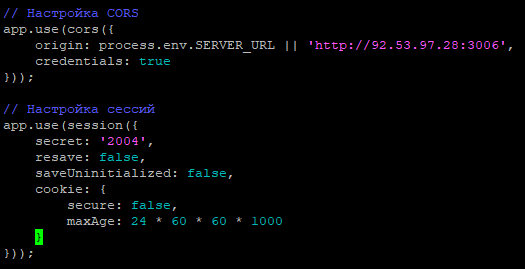 // Настройка CORS
app.use(cors({
    origin: process.env.SERVER_URL || 'http://92.53.97.28:3006',
    credentials: true
}));

// Настройка сессий
app.use(session({
    secret: '2004',
    resave: false,
    saveUninitialized: false,
    cookie: {
        secure: false,
        maxAge: 24 * 60 * 60 * 1000
    }
}));